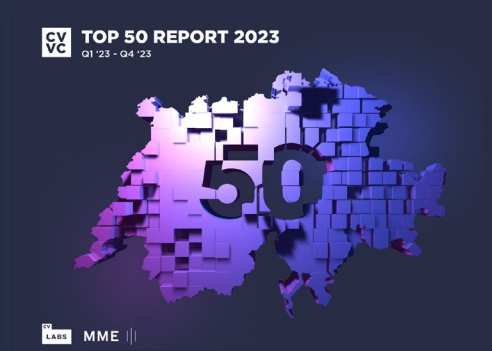 CV
VC
TOP 50 REPORT 2023
Q1 ‘23 - Q4 ‘23
50
CV
LABS
MME